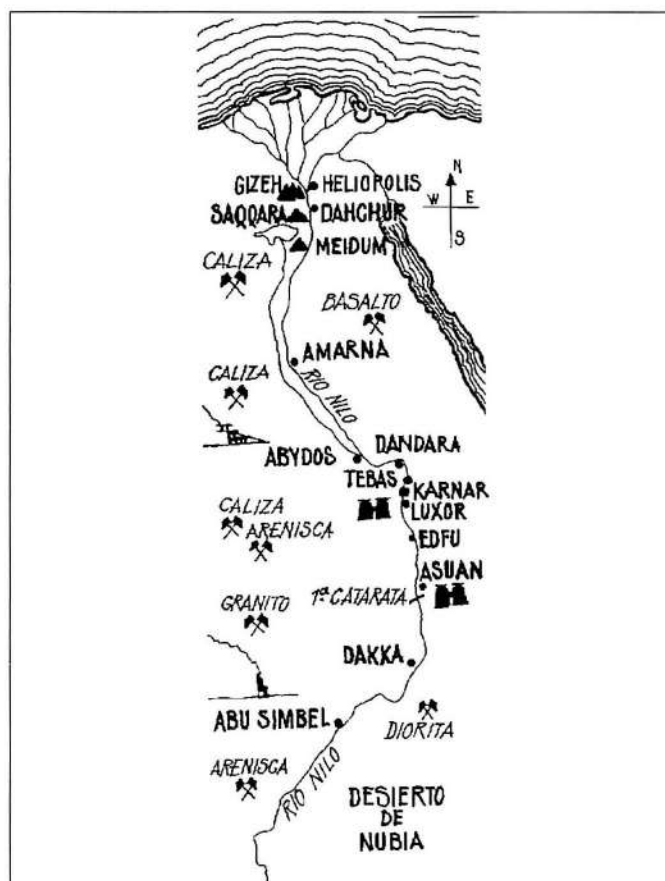 N
GIZEH
HELIOPOLIS
W E
SAQQARA
DAHCHUR
S
MEIDUM
CALIZA
BASALTO
AMARNA
CALIZA
RIO NILO
DANDARA
ABYDOS
TEBAS
KARNAR
LUXOR
CALIZA
ARENISCA
EDFU
ASUAN
1ª CATARATA
GRANITO
DAKKA
ABU SIMBEL
DIORITA
ARENISCA
RIO NILO
DESIERTO
DE
NUBIA